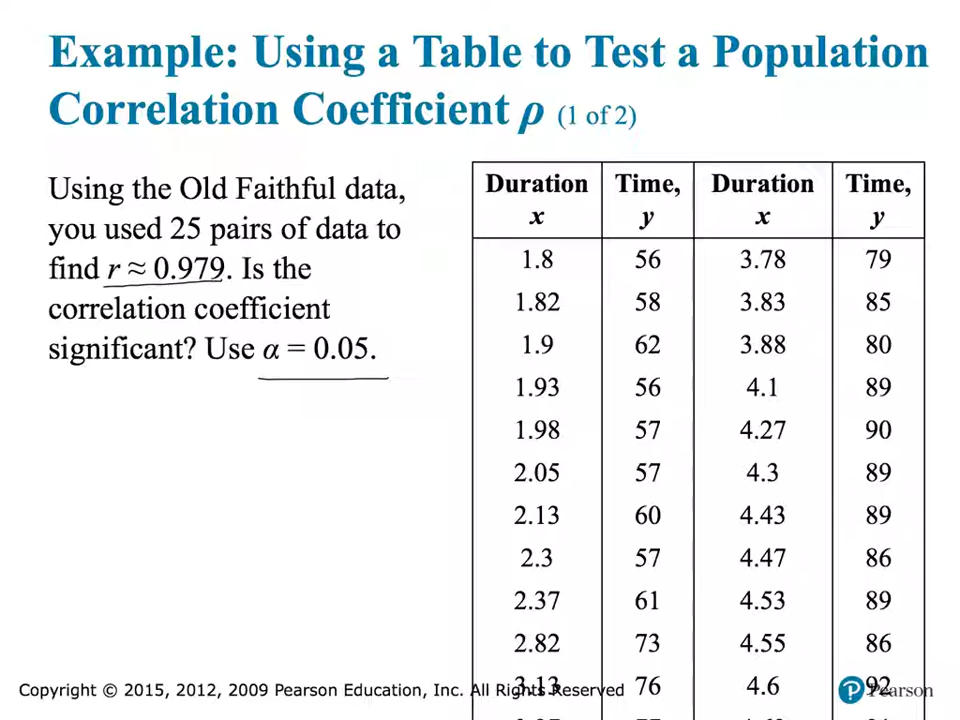 Example: Using a Table to Test a Population
Correlation Coefficient ρ (1 of 2)
Using the Old Faithful data,
you used 25 pairs of data to
find r ≈ 0.979. Is the
correlation coefficient
significant? Use α = 0.05.
Duration x Time, y Duration x Time, y
1.8 56 3.78 79
1.82 58 3.83 85
1.9 62 3.88 80
1.93 56 4.1 89
1.98 57 4.27 90
2.05 57 4.3 89
2.13 60 4.43 89
2.3 57 4.47 86
2.37 61 4.53 89
2.82 73 4.55 86
3.13 76 4.6 92
Copyright © 2015, 2012, 2009 Pearson Education, Inc. All Rights Reserved
Pearson